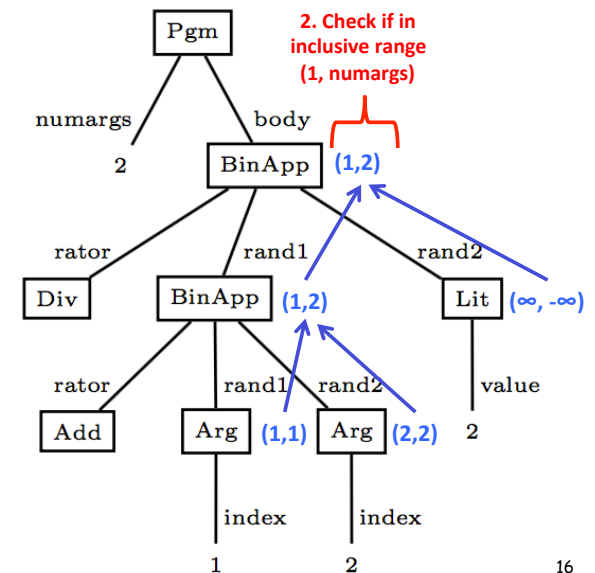 Pgm
2. Check if in
inclusive range
(1, numargs)
numargs
body
2
BinApp
(1,2)
rator
rand1
rand2
Div
BinApp
(1,2)
Lit
(∞, -∞)
rator
rand1
rand2
value
Add
Arg
(1,1)
Arg
(2,2)
2
index
index
1
2
16